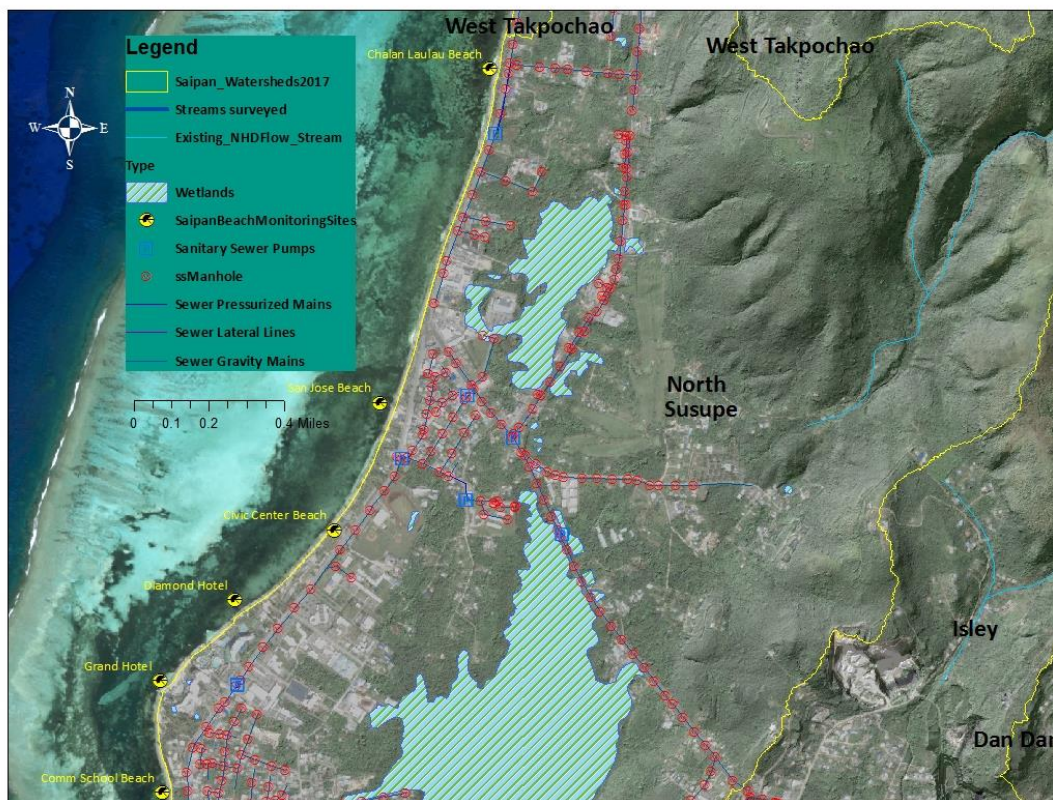 West Takpochao
West Takpochao
Legend
Saipan_Watersheds2017
Streams surveyed
Existing_NHDFlow_Stream
Type
Wetlands
SaipanBeachMonitoringSites
Sanitary Sewer Pumps
ssManhole
Sewer Pressurized Mains
Sewer Lateral Lines
Sewer Gravity Mains
N
W E
S
Chalan Laulau Beach
San Jose Beach
0 0.1 0.2 0.4 Miles
North
Susupe
Civic Center Beach
Diamond Hotel
Isley
Grand Hotel
Dan Dan
Comm School Beach